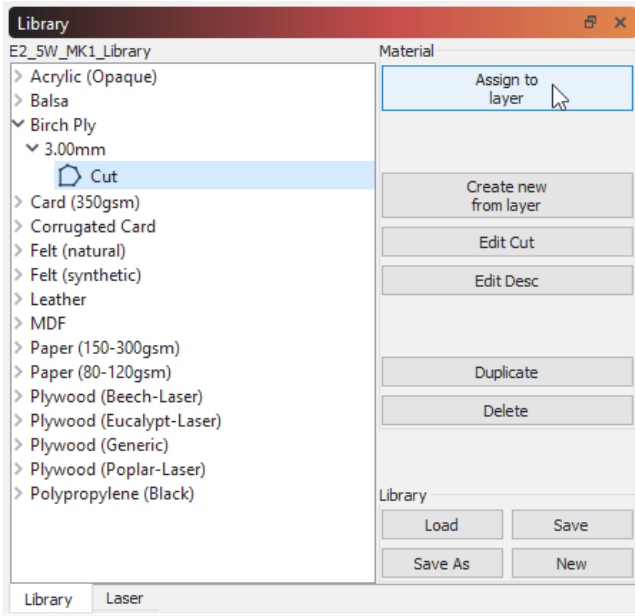 Library
E2_5W_MK1_Library
Material
Acrylic (Opaque)
Balsa
Birch Ply
3.00mm
Cut
Card (350gsm)
Corrugated Card
Felt (natural)
Felt (synthetic)
Leather
MDF
Paper (150-300gsm)
Paper (80-120gsm)
Plywood (Beech-Laser)
Plywood (Eucalypt-Laser)
Plywood (Generic)
Plywood (Poplar-Laser)
Polypropylene (Black)
Assign to
layer
Create new
from layer
Edit Cut
Edit Desc
Duplicate
Delete
Library
Load
Save
Save As
New
Library
Laser